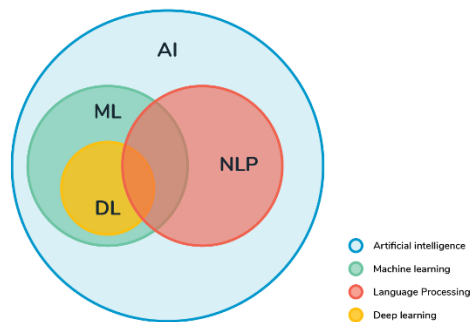 AI
ML
NLP
DL
Artificial intelligence
Machine learning
Language Processing
Deep learning